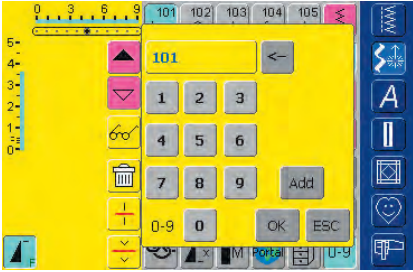 0 3 6 9 101 102 103 104 105
5-
4-
3-
2-
1-
0-
101 <-
1 2 3
4 5 6
7 8 9 Add
0-9 0 OK ESC
A
F M Portal 0-9